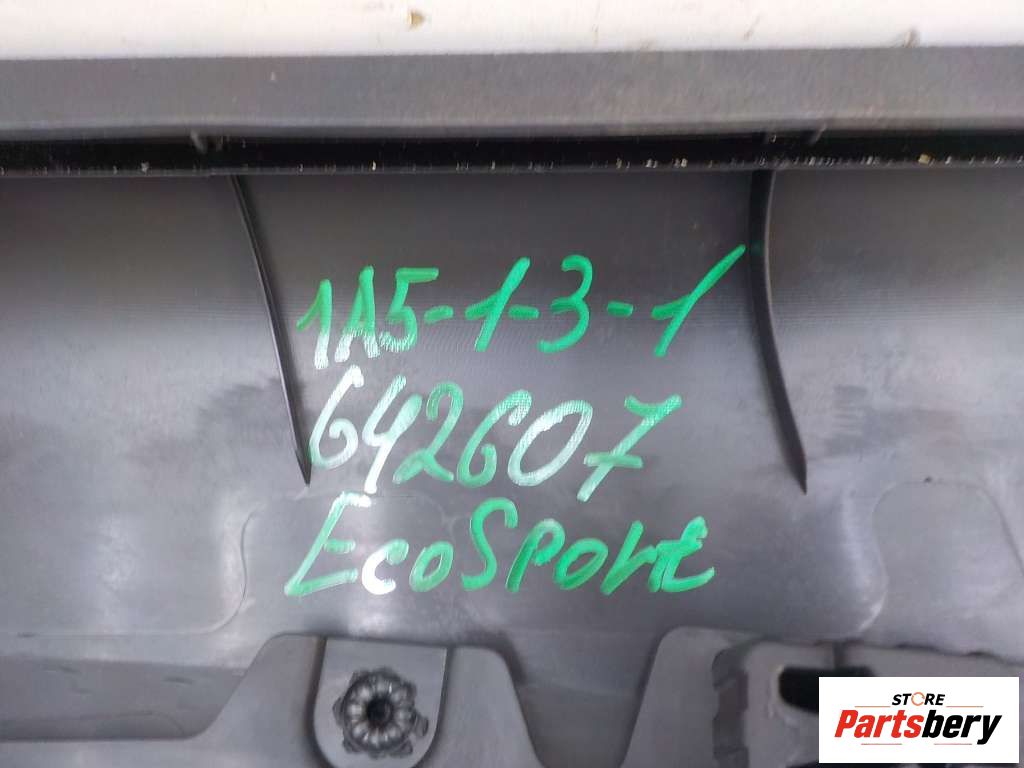 1A5-1-3-1
642607
EcoSport
STORE
Partsbery